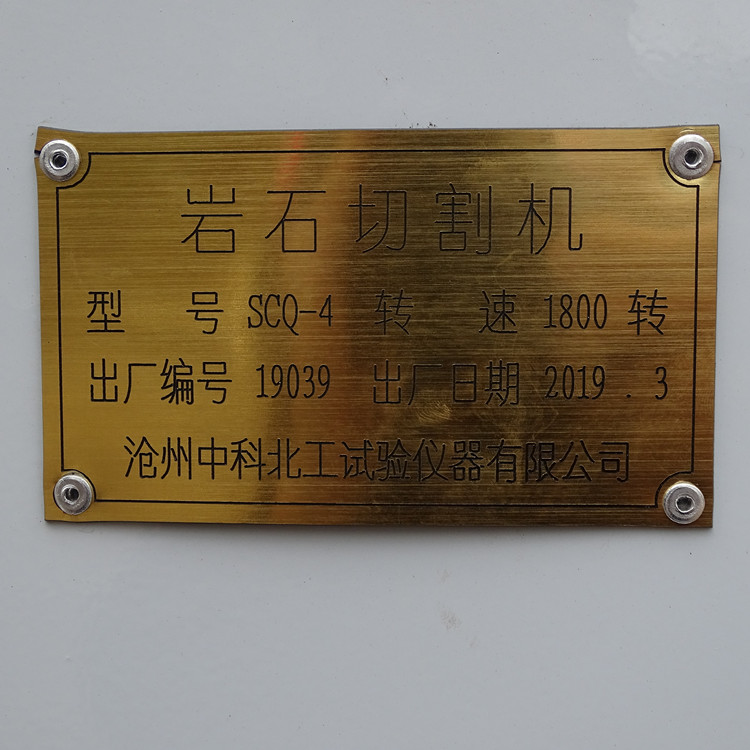 岩石切割机
型 号 SCQ-4 转 速 1800 转
出厂编号 19039 出厂日期 2019 . 3
沧州中科北工试验仪器有限公司